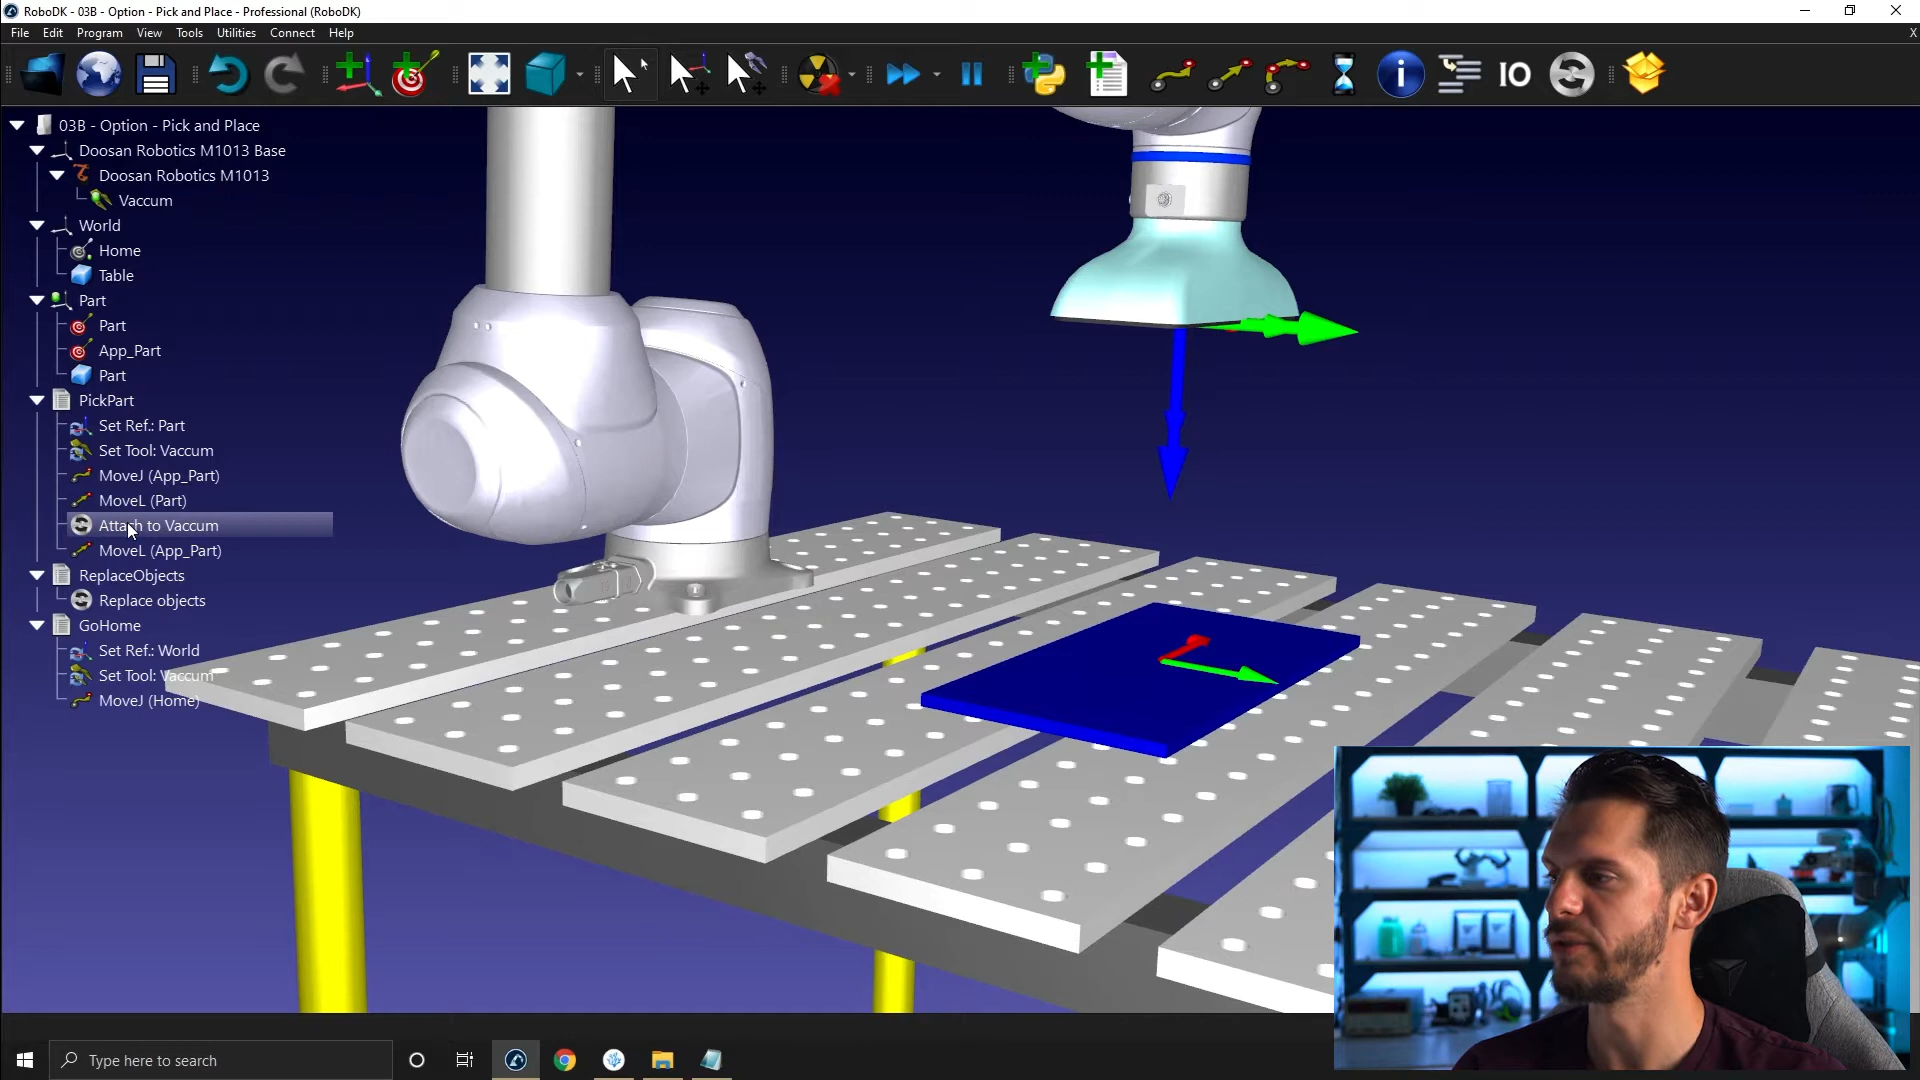 RoboDK - 03B - Option - Pick and Place - Professional (RoboDK)
File Edit Program View Tools Utilities Connect Help X
IO
03B - Option - Pick and Place
Doosan Robotics M1013 Base
Doosan Robotics M1013
Vaccum
World
Home
Table
Part
Part
App_Part
Part
PickPart
Set Ref.: Part
Set Tool: Vaccum
MoveJ (App_Part)
MoveL (Part)
Attach to Vaccum
MoveL (App_Part)
ReplaceObjects
Replace objects
GoHome
Set Ref.: World
Set Tool: Vaccum
MoveJ (Home)
Type here to search